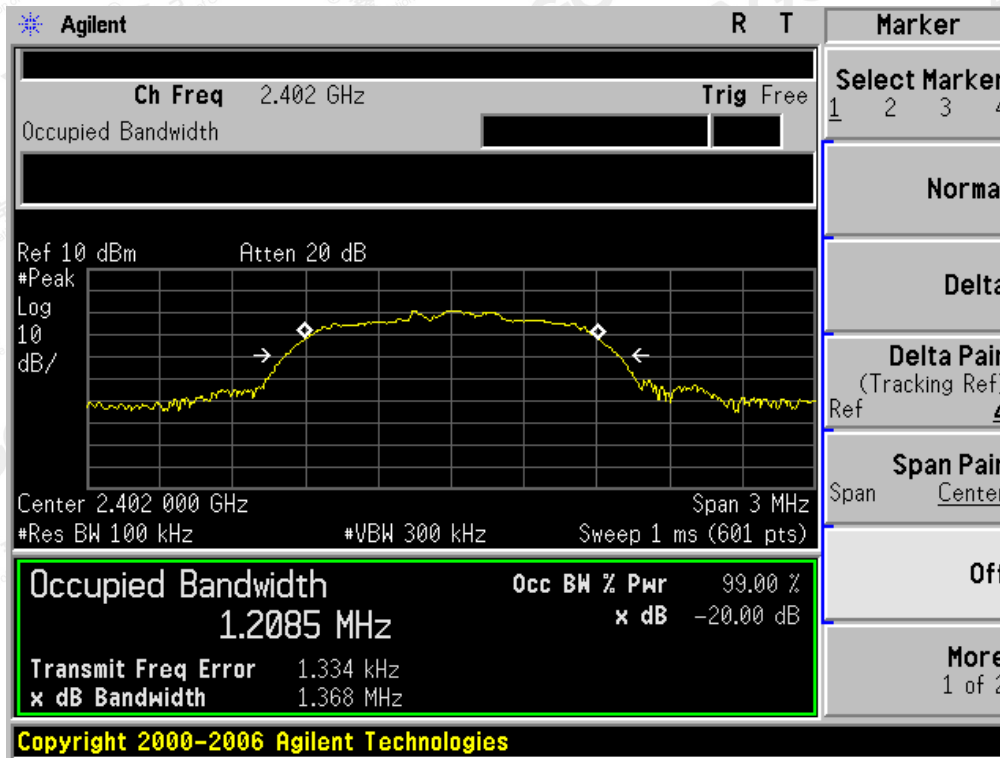 Agilent
R T
Ch Freq 2.402 GHz
Trig Free
Occupied Bandwidth
Ref 10 dBm
Atten 20 dB
#Peak
Log
10
dB/
Center 2.402 000 GHz
Span 3 MHz
#Res BW 100 kHz
#VBW 300 kHz
Sweep 1 ms (601 pts)
Occupied Bandwidth
1.2085 MHz
Occ BW % Pwr 99.00 %
x dB -20.00 dB
Transmit Freq Error 1.334 kHz
x dB Bandwidth 1.368 MHz
Copyright 2000-2006 Agilent Technologies
Marker
Select Marker
1 2 3 4
Norma
Delta
Delta Pair
(Tracking Ref)
Ref
Span Pair
Span Center
Off
More
1 of 2